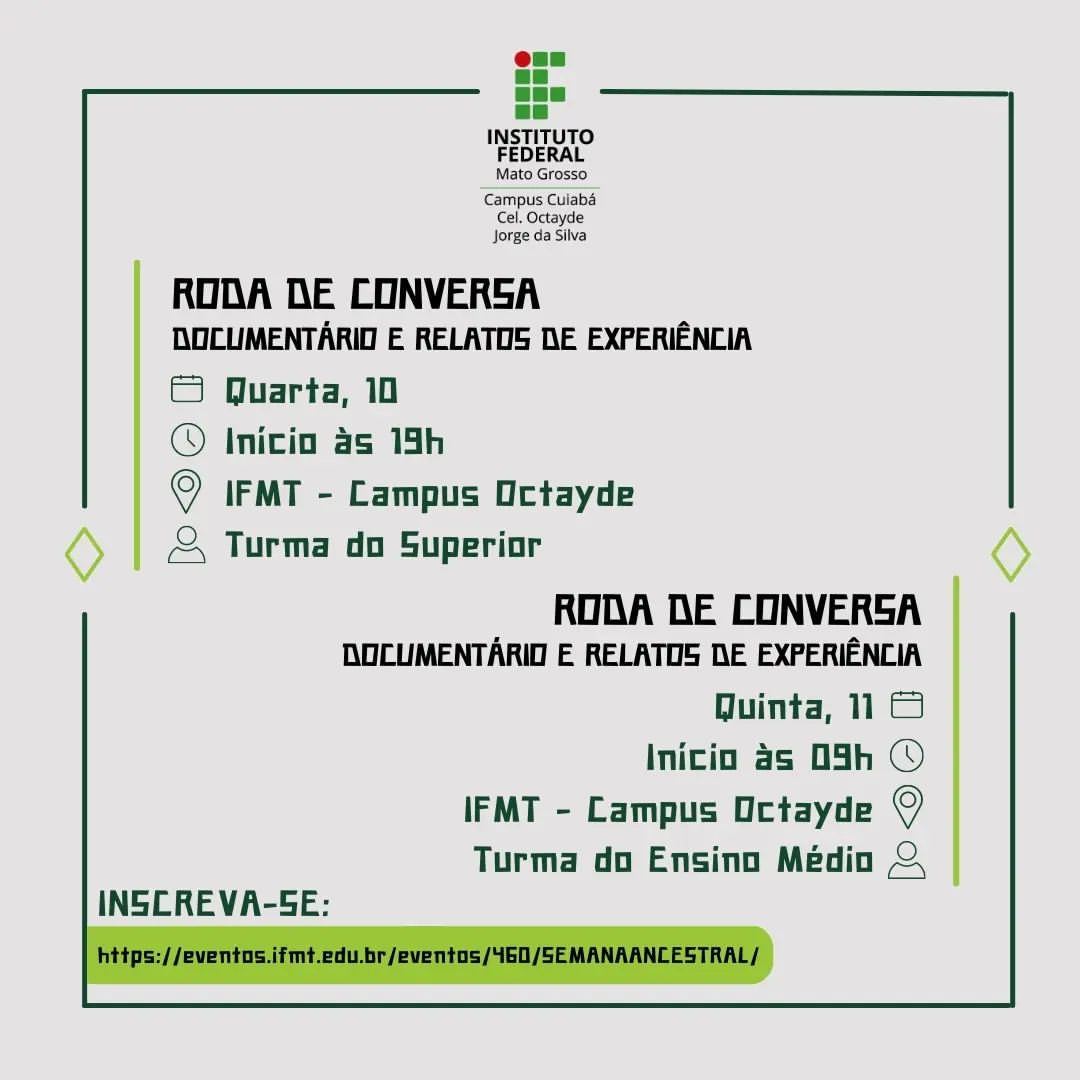 INSTITUTO
FEDERAL
Mato Grosso
Campus Cuiabá
Cel. Octayde
Jorge da Silva
RODA DE CONVERSA
DOCUMENTÁRIO E RELATOS DE EXPERIÊNCIA
Quarta, 10
Início às 19h
IFMT - Campus Octayde
Turma do Superior
RODA DE CONVERSA
DOCUMENTÁRIO E RELATOS DE EXPERIÊNCIA
Quinta, 11
Início às 09h
IFMT - Campus Octayde
Turma do Ensino Médio
INSCREVA-SE:
https://eventos.ifmt.edu.br/eventos/460/SEMANAANCESTRAL/